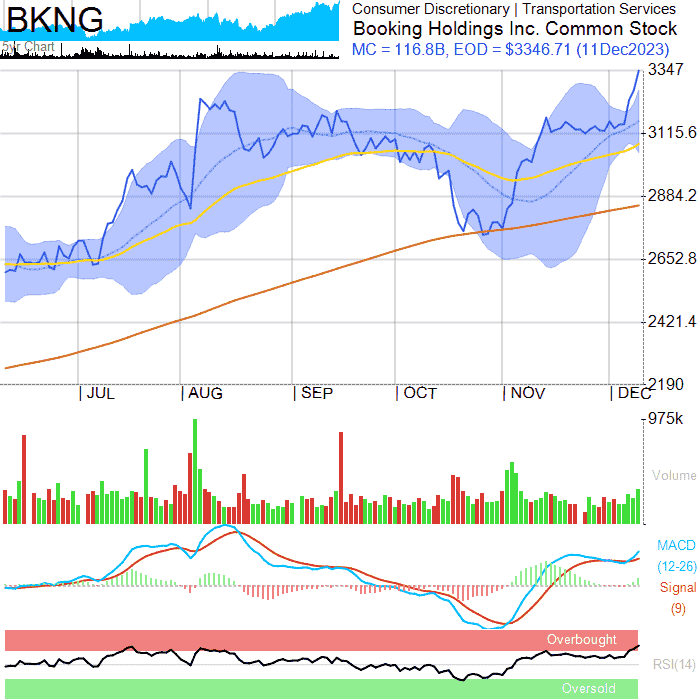 BKNG
5yr Chart
Consumer Discretionary | Transportation Services
Booking Holdings Inc. Common Stock
MC = 116.8B, EOD = $3346.71 (11Dec2023)
3347
3115.6
2884.2
2652.8
2421.4
2190
JUL AUG SEP OCT NOV DEC
975k
Volume
MACD
(12-26)
Signal
(9)
Overbought
RSI(14)
Oversold